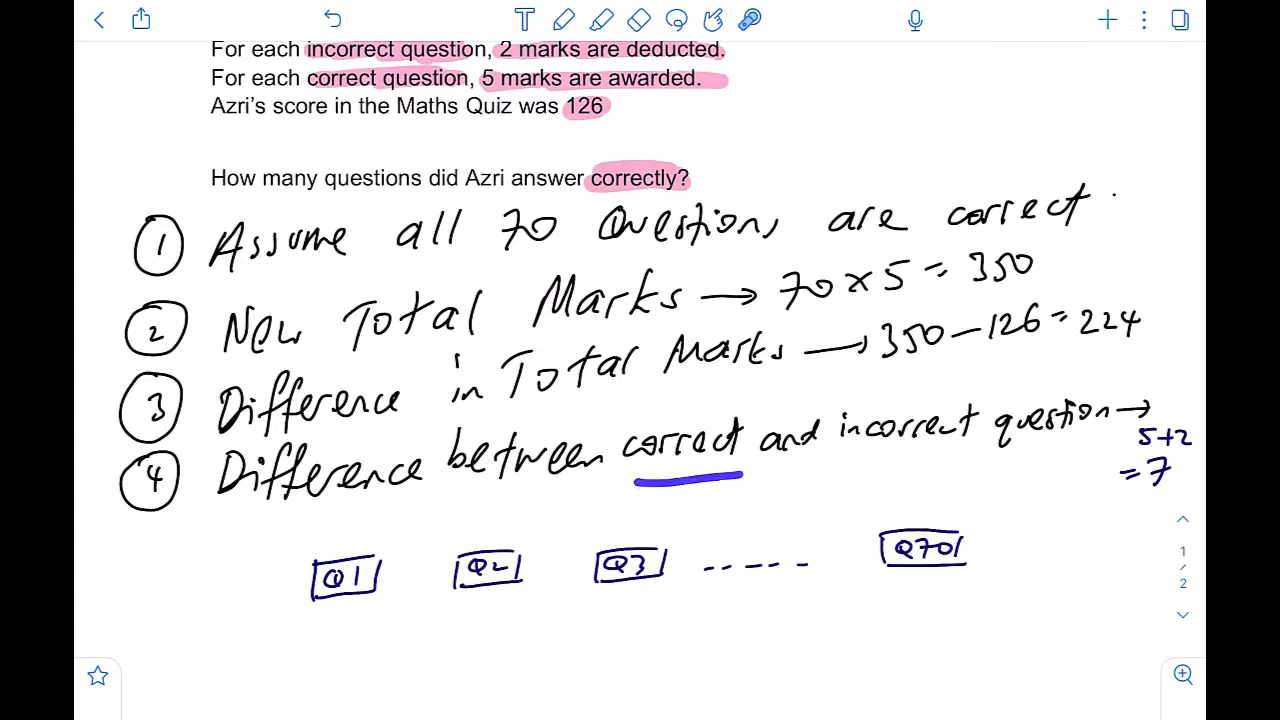 T
For each incorrect question, 2 marks are deducted.
For each correct question, 5 marks are awarded.
Azri's score in the Maths Quiz was 126
How many questions did Azri answer correctly?
1 Assume all 70 Questions are correct
2 New Total Marks → 70 x 5 = 350
3 Difference in Total Marks → 350 - 126 = 224
4 Difference between correct and incorrect question →
5+2
= 7
Q1 Q2 Q3 ----- Q70
1
/
2